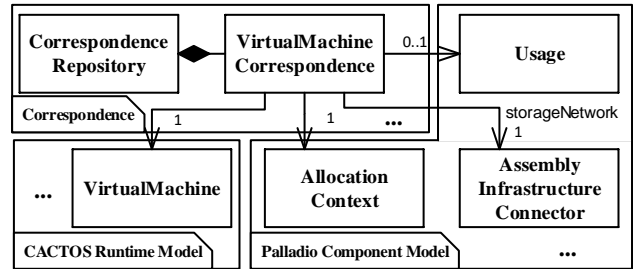 Correspondence
Repository
VirtualMachine
Correspondence
0..1
Usage
Correspondence
1
1
...
storageNetwork
1
...
VirtualMachine
Allocation
Context
Assembly
Infrastructure
Connector
CACTOS Runtime Model
Palladio Component Model
...